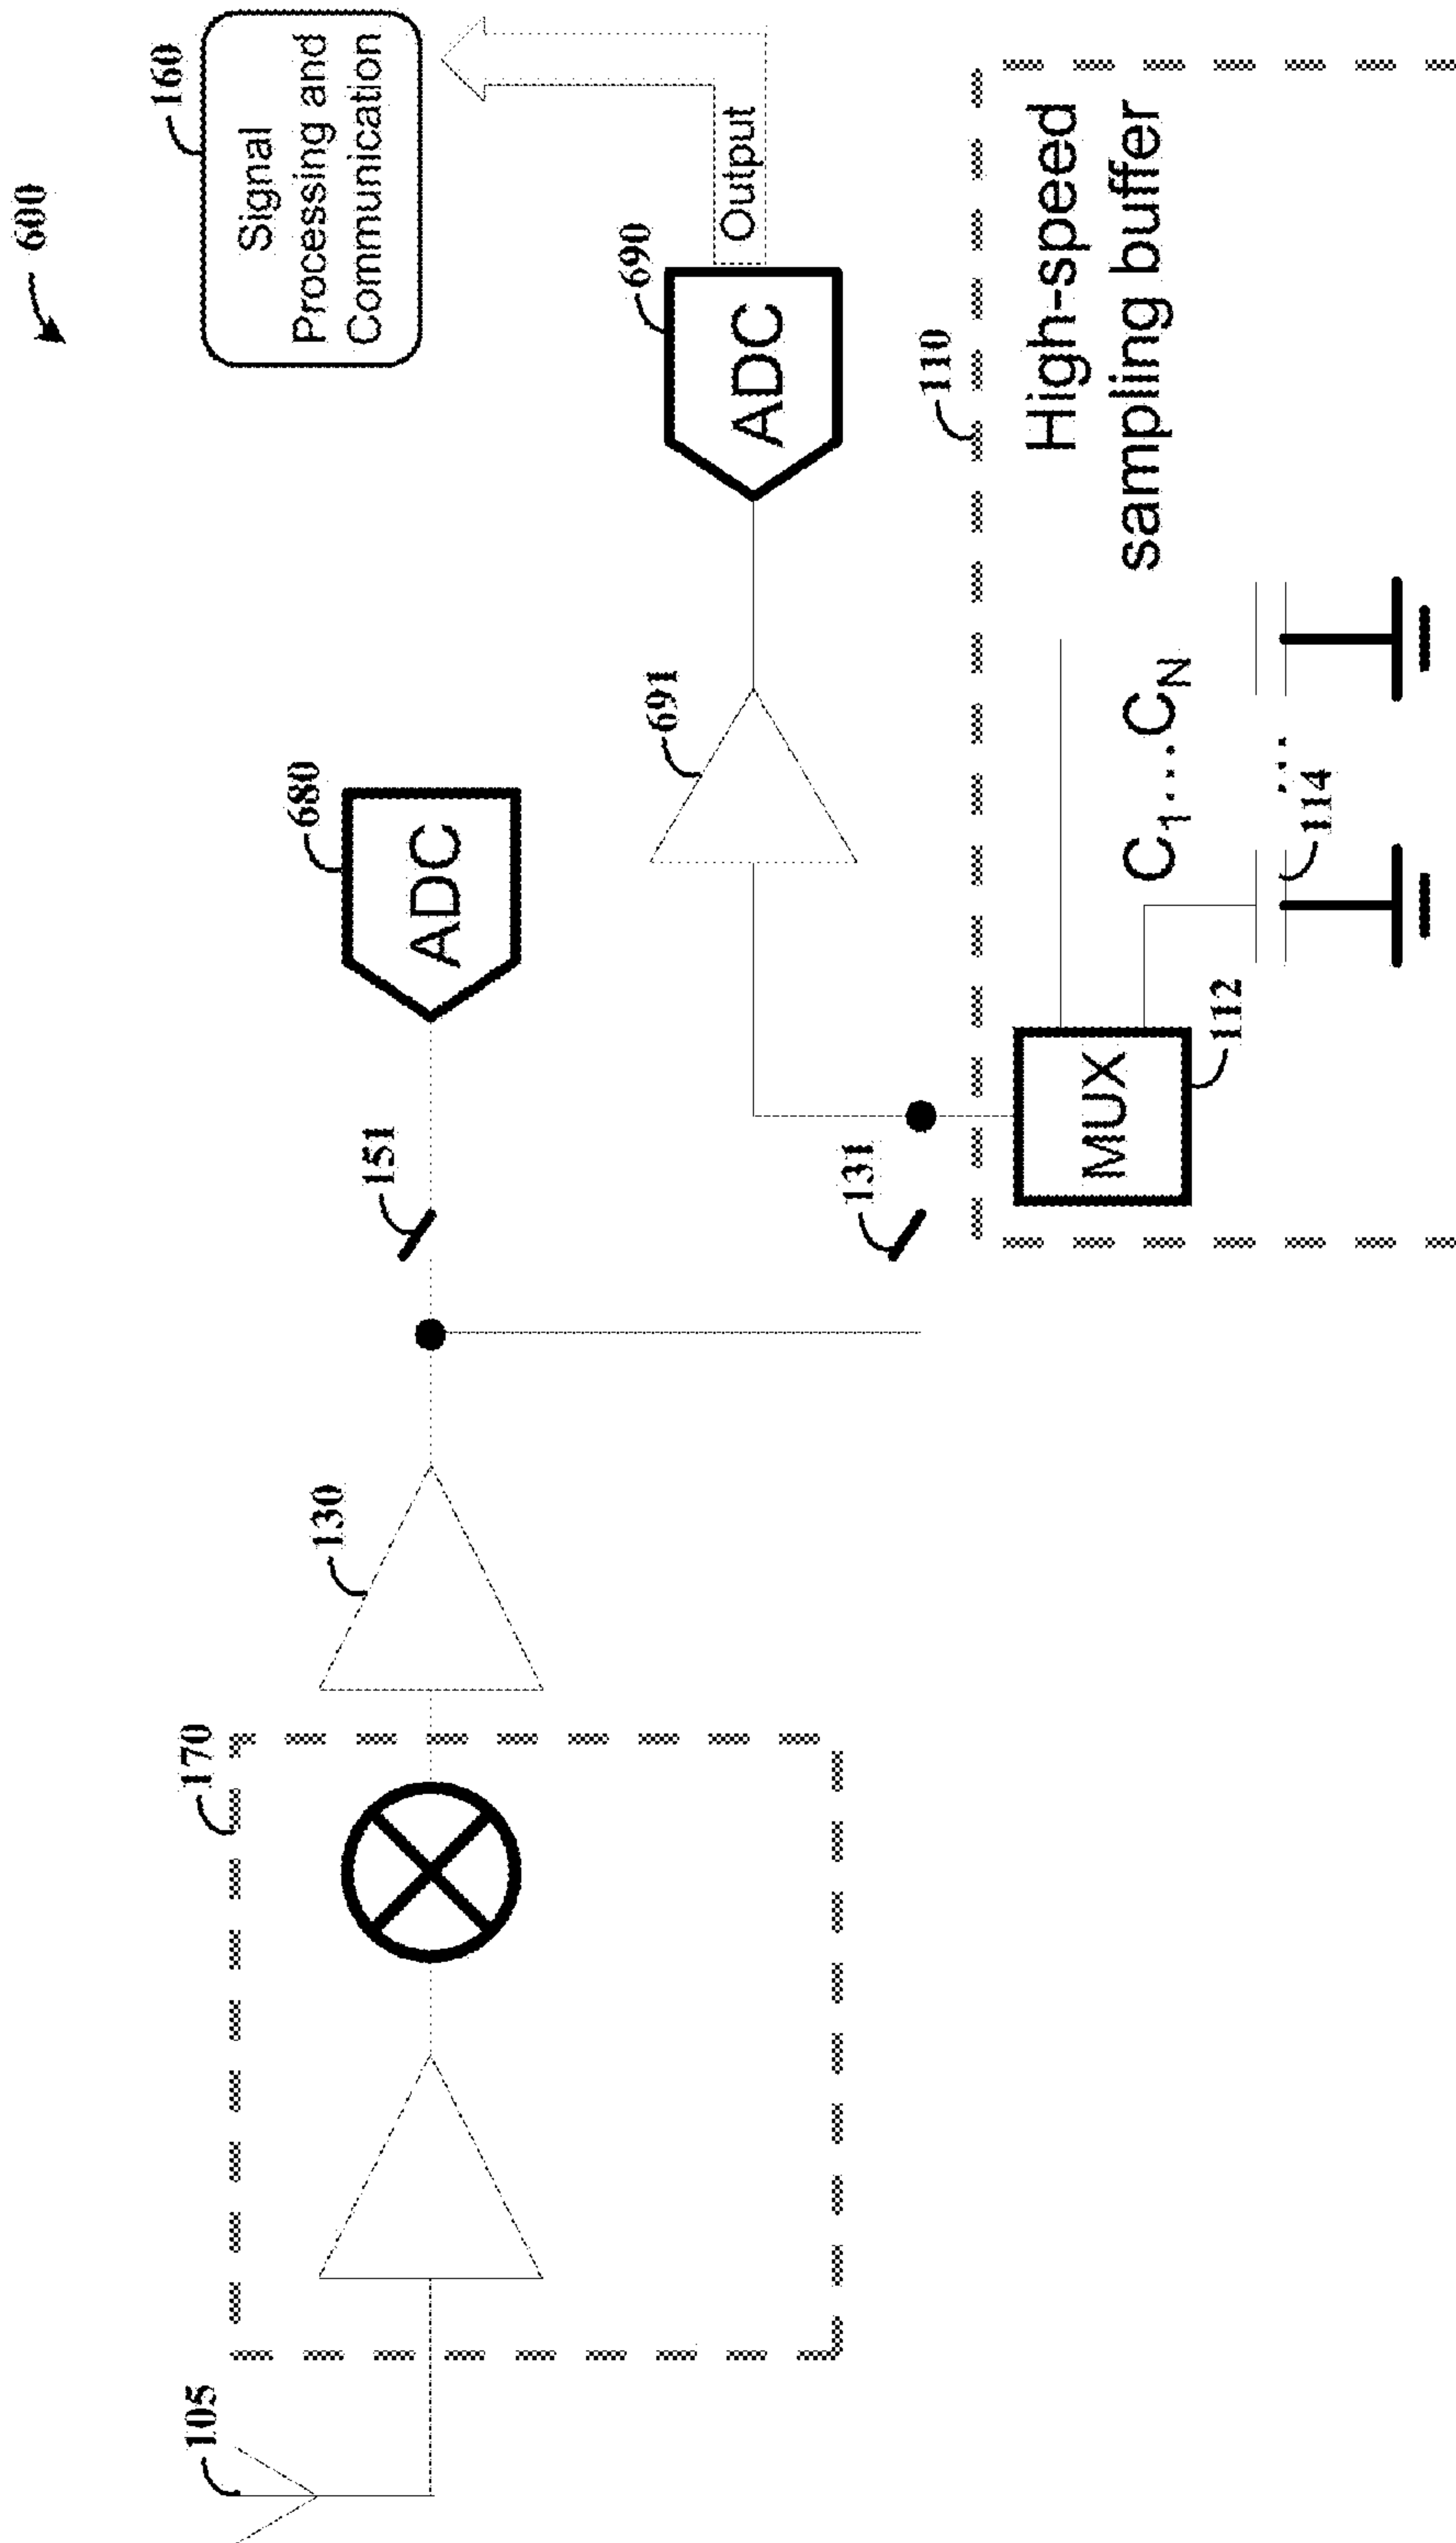 600
160
Signal
Processing and
Communication
105
170
130
151
680
ADC
691
690
ADC
Output
131
110
High-speed
sampling buffer
MUX
112
C1...CN
...
114